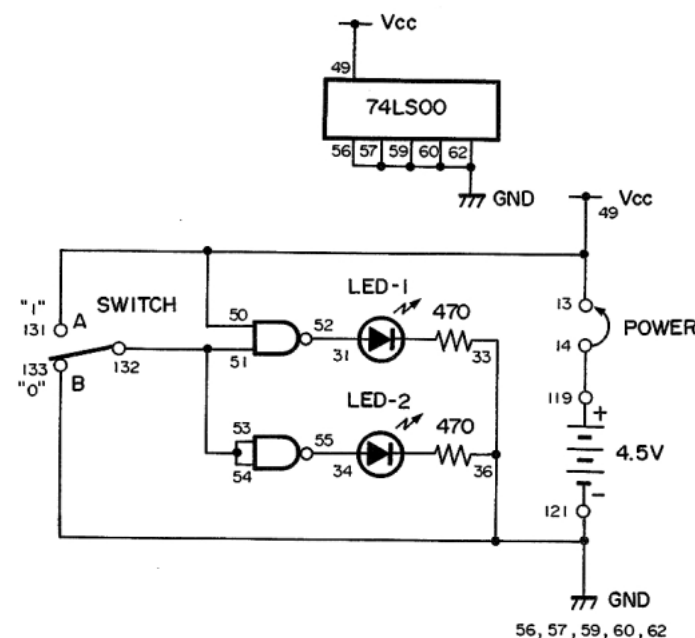 Vcc
49
74LS00
56 57 59 60 62
GND
49 Vcc
"1"
131 A
SWITCH
133 B
"0"
132
50
51
52
31
LED-1
470
33
53
54
55
34
LED-2
470
36
13
14
POWER
119
+
4.5V
-
121
GND
56, 57, 59, 60, 62